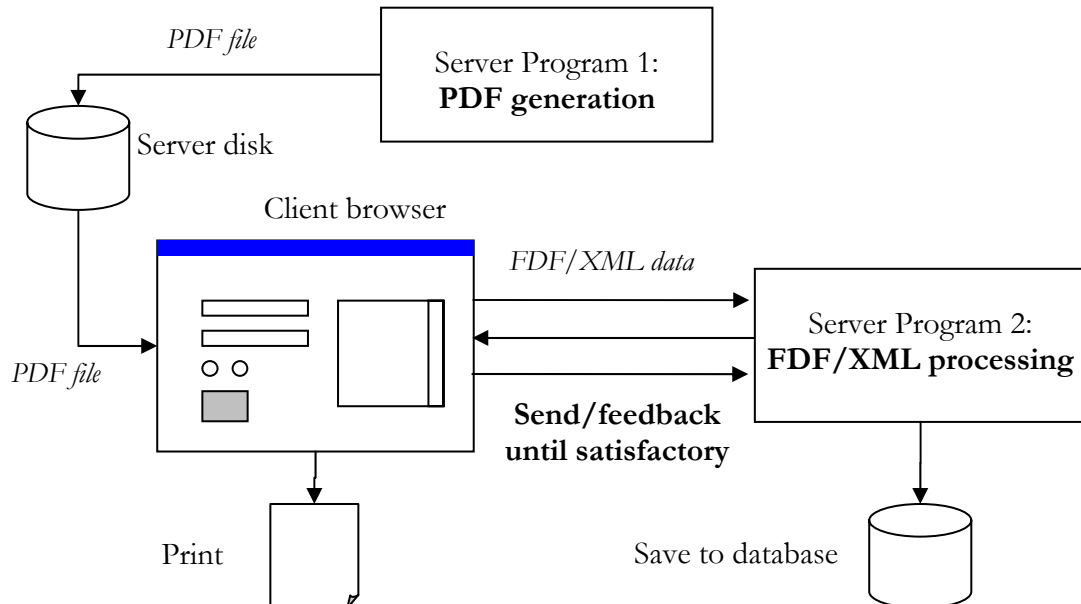 PDF file
Server Program 1:
PDF generation
Server disk
Client browser
FDF/XML data
Server Program 2:
FDF/XML processing
PDF file
Send/feedback
until satisfactory
Print
Save to database